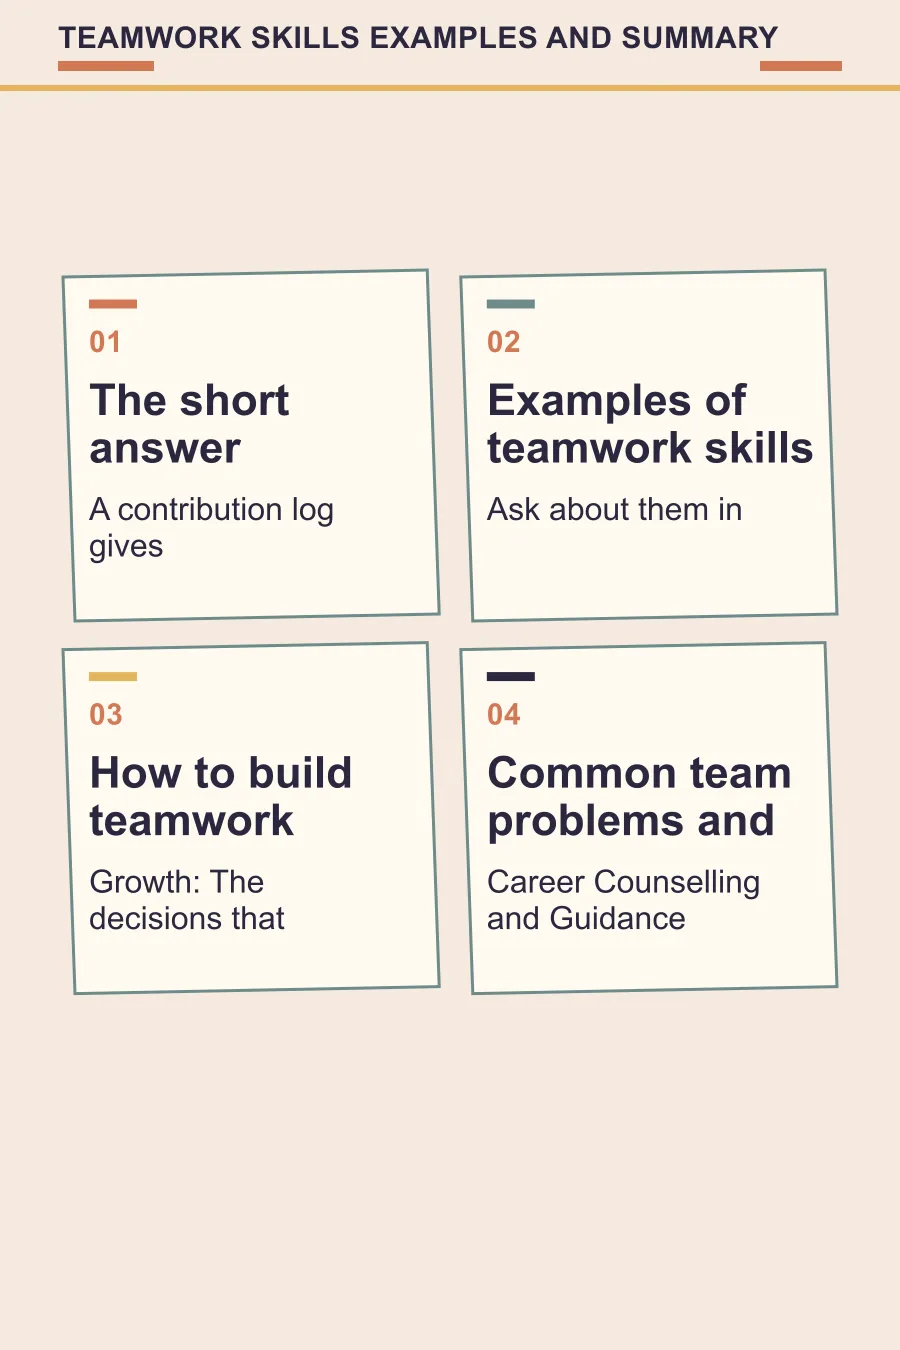 TEAMWORK SKILLS EXAMPLES AND SUMMARY
01
The short
answer
A contribution log
gives
02
Examples of
teamwork skills
Ask about them in
03
How to build
teamwork
Growth: The
decisions that
04
Common team
problems and
Career Counselling
and Guidance